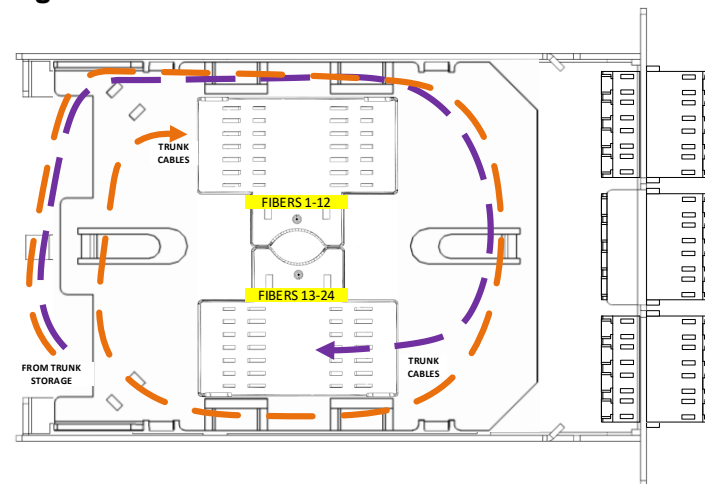 TRUNK
CABLES
FIBERS 1-12
FIBERS 13-24
FROM TRUNK
STORAGE
TRUNK
CABLES